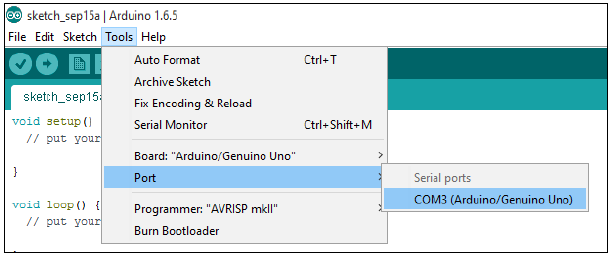 sketch_sep15a | Arduino 1.6.5
File Edit Sketch Tools Help
Auto Format Ctrl+T
Archive Sketch
Fix Encoding & Reload
Serial Monitor Ctrl+Shift+M
Board: "Arduino/Genuino Uno"
Port
Programmer: "AVRISP mkII"
Burn Bootloader
Serial ports
COM3 (Arduino/Genuino Uno)
sketch_sep15a
void setup()
// put your
}
void loop() {
// put your